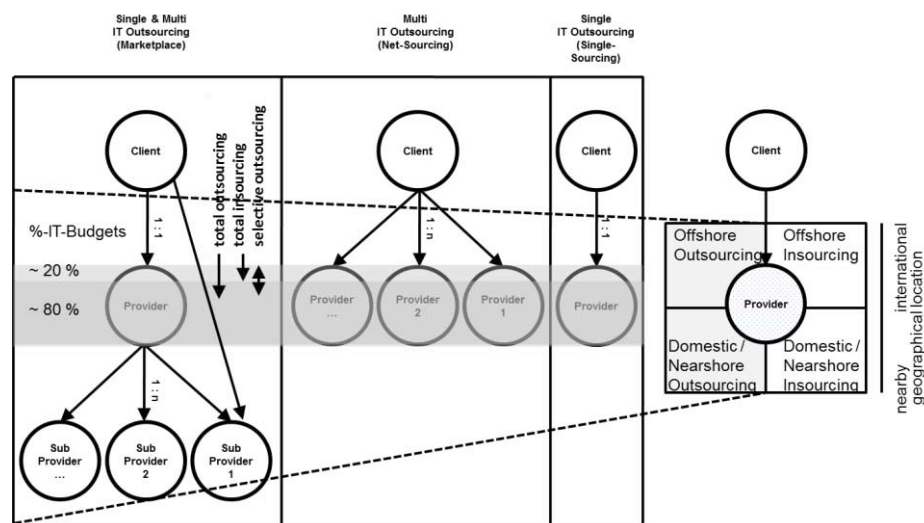 Single & Multi
IT Outsourcing
(Marketplace)
Multi
IT Outsourcing
(Net-Sourcing)
Single
IT Outsourcing
(Single-
Sourcing)
Client
1 : 1
total outsourcing
total insourcing
selective outsourcing
%-IT-Budgets
~ 20 %
~ 80 %
Provider
1 : n
Sub
Provider
...
Sub
Provider
2
Sub
Provider
1
Client
1 : n
Provider
...
Provider
2
Provider
1
Client
1 : 1
Provider
Client
Offshore
Outsourcing
Offshore
Insourcing
Provider
Domestic /
Nearshore
Outsourcing
Domestic /
Nearshore
Insourcing
nearby international
geographical location